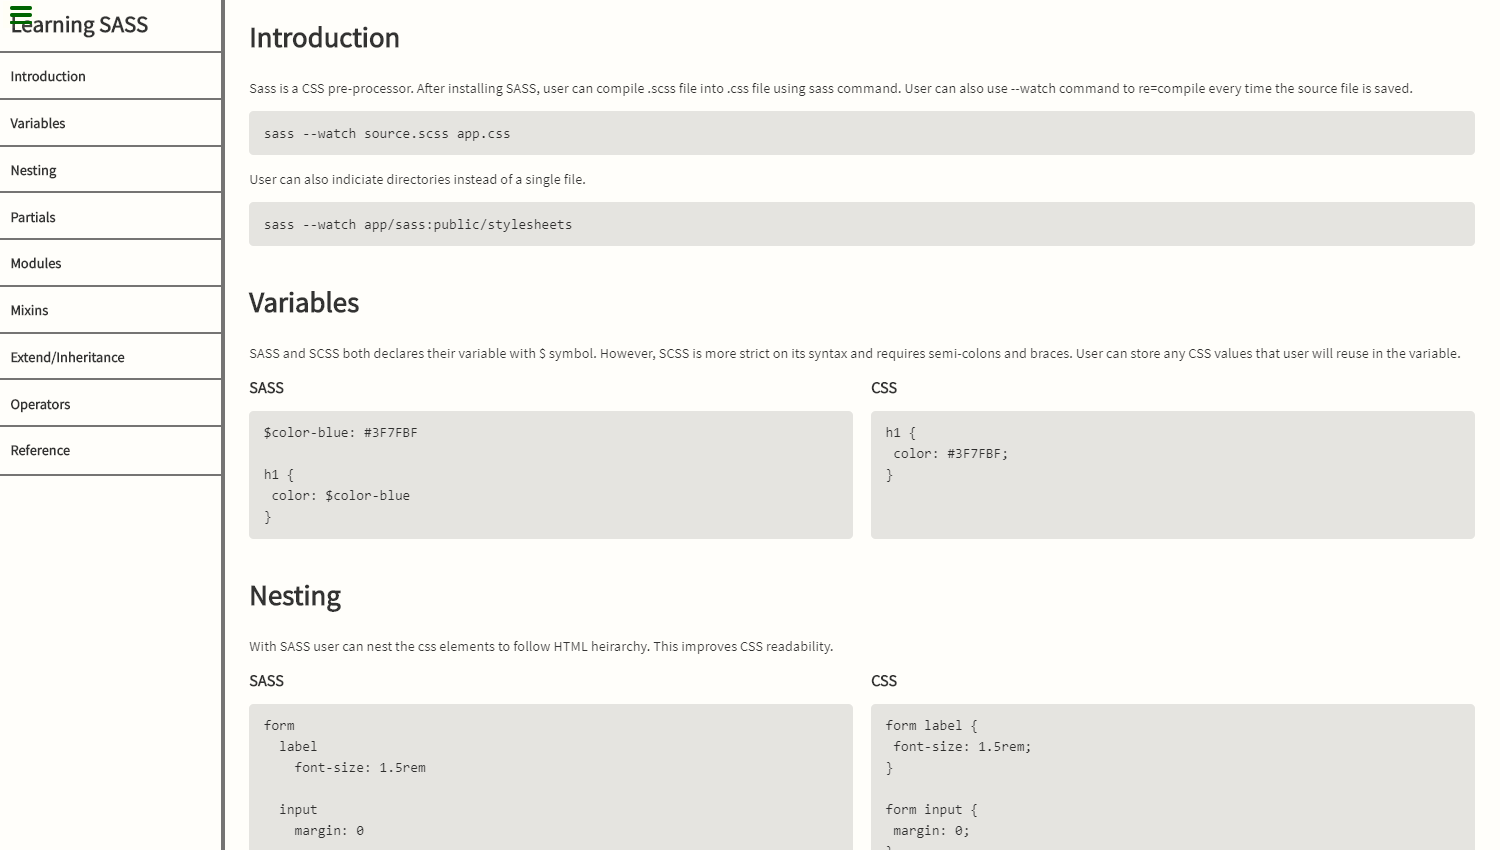 Learning SASS
Introduction
Variables
Nesting
Partials
Modules
Mixins
Extend/Inheritance
Operators
Reference
Introduction
Sass is a CSS pre-processor. After installing SASS, user can compile .scss file into .css file using sass command. User can also use --watch command to re=compile every time the source file is saved.
sass --watch source.scss app.css
User can also indiciate directories instead of a single file.
sass --watch app/sass:public/stylesheets
Variables
SASS and SCSS both declares their variable with $ symbol. However, SCSS is more strict on its syntax and requires semi-colons and braces. User can store any CSS values that user will reuse in the variable.
SASS
$color-blue: #3F7FBF
h1 {
color: $color-blue
}
CSS
h1 {
color: #3F7FBF;
}
Nesting
With SASS user can nest the css elements to follow HTML heirarchy. This improves CSS readability.
SASS
form
label
font-size: 1.5rem
input
margin: 0
CSS
form label {
font-size: 1.5rem;
}
form input {
margin: 0;
}